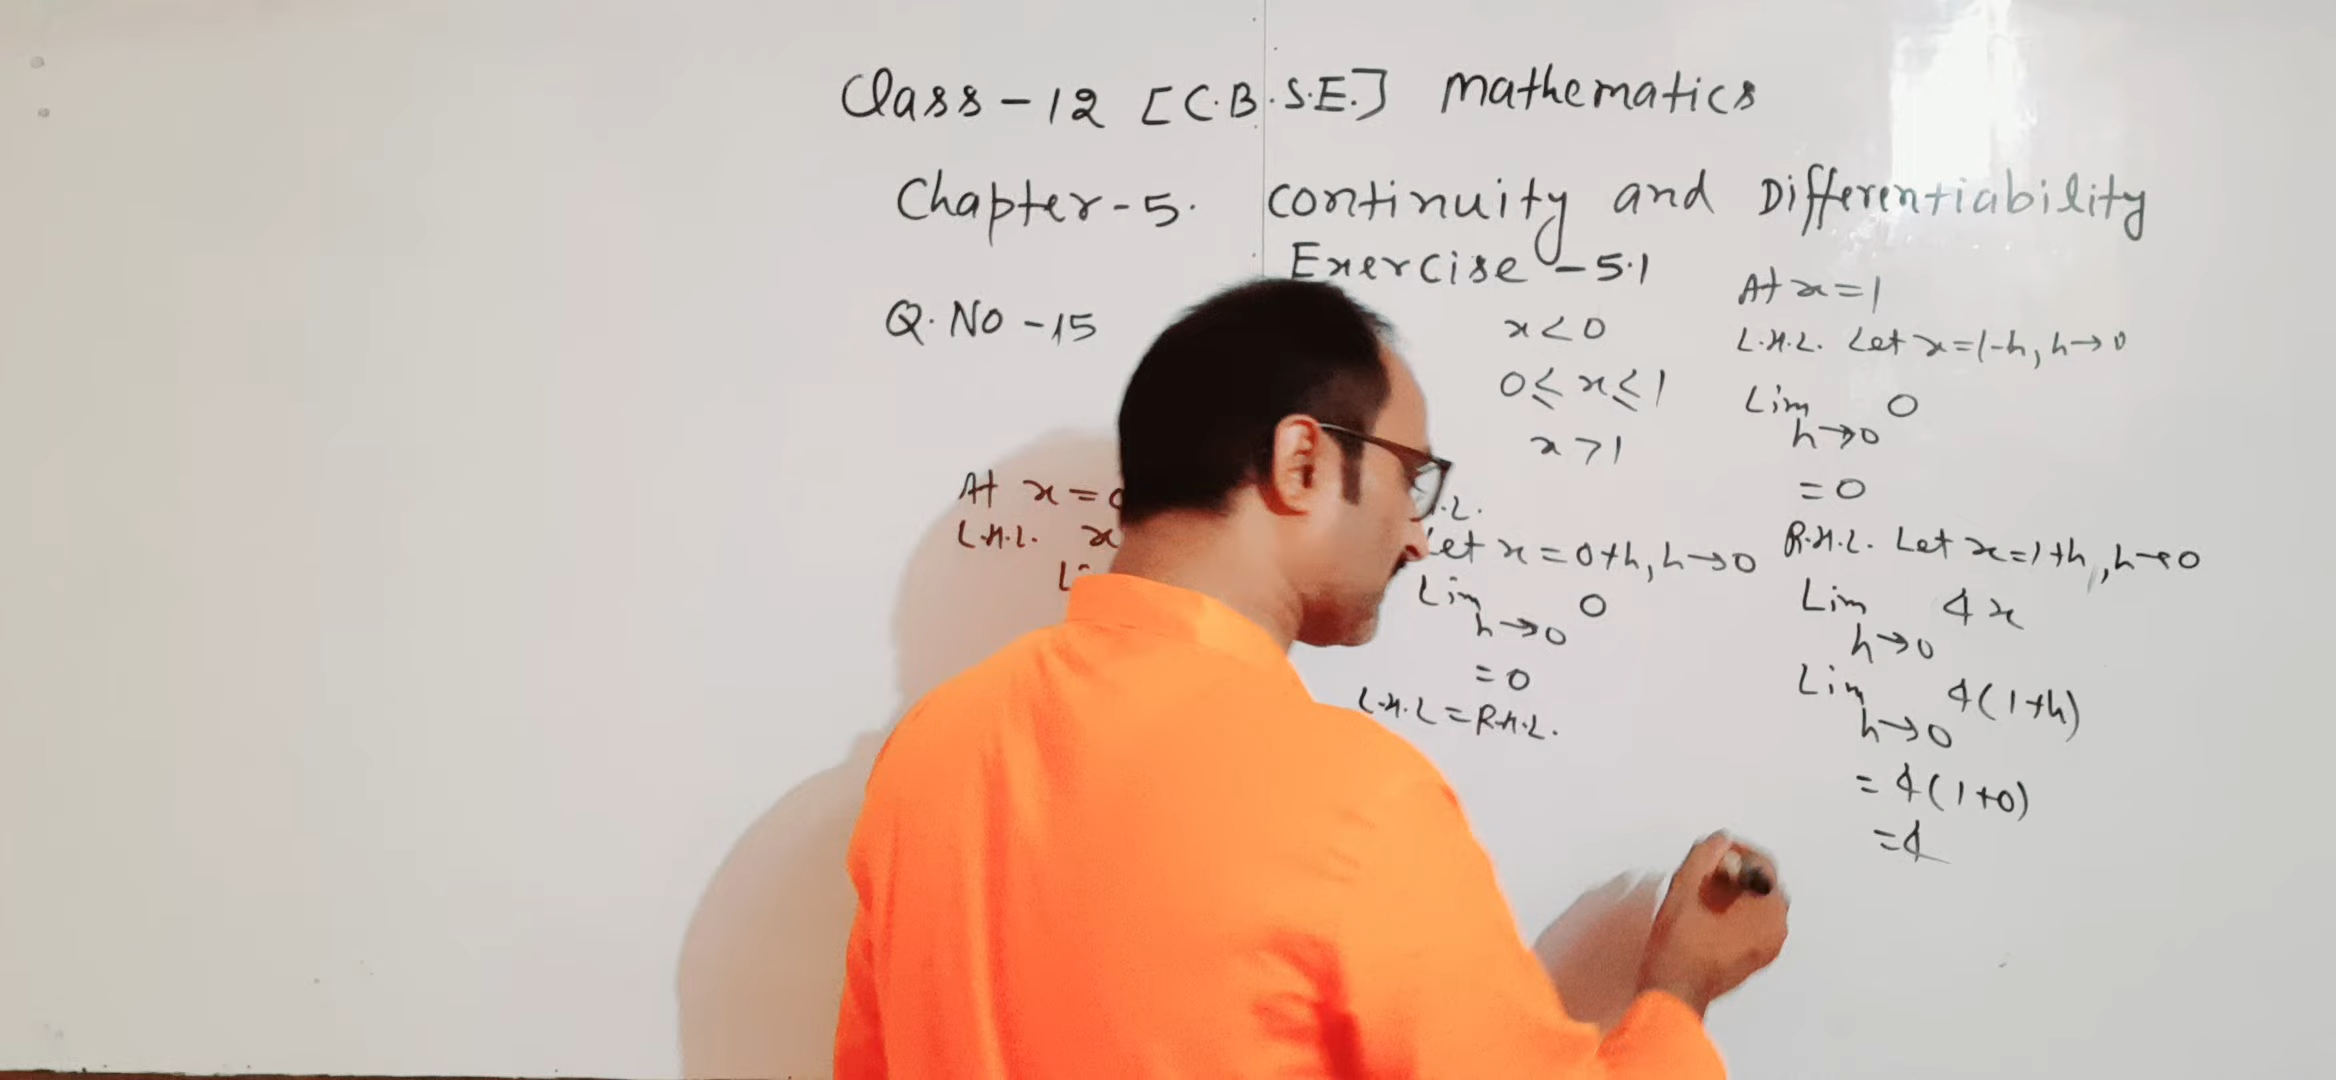 Class-12 [C.B.S.E.] Mathematics
Chapter-5. Continuity and Differentiability
Exercise-5.1
Q.No-15
x<0
0≤x≤1
x>1
At x=0
L.H.L. x
.L.
Let x=0+h, h→0
Lim h→0 0
=0
L.H.L=R.H.L.
At x=1
L.H.L. Let x=1-h, h→0
Lim h→0 0
=0
R.H.L. Let x=1+h, h→0
Lim h→0 4x
Lim h→0 4(1+h)
=4(1+0)
=4